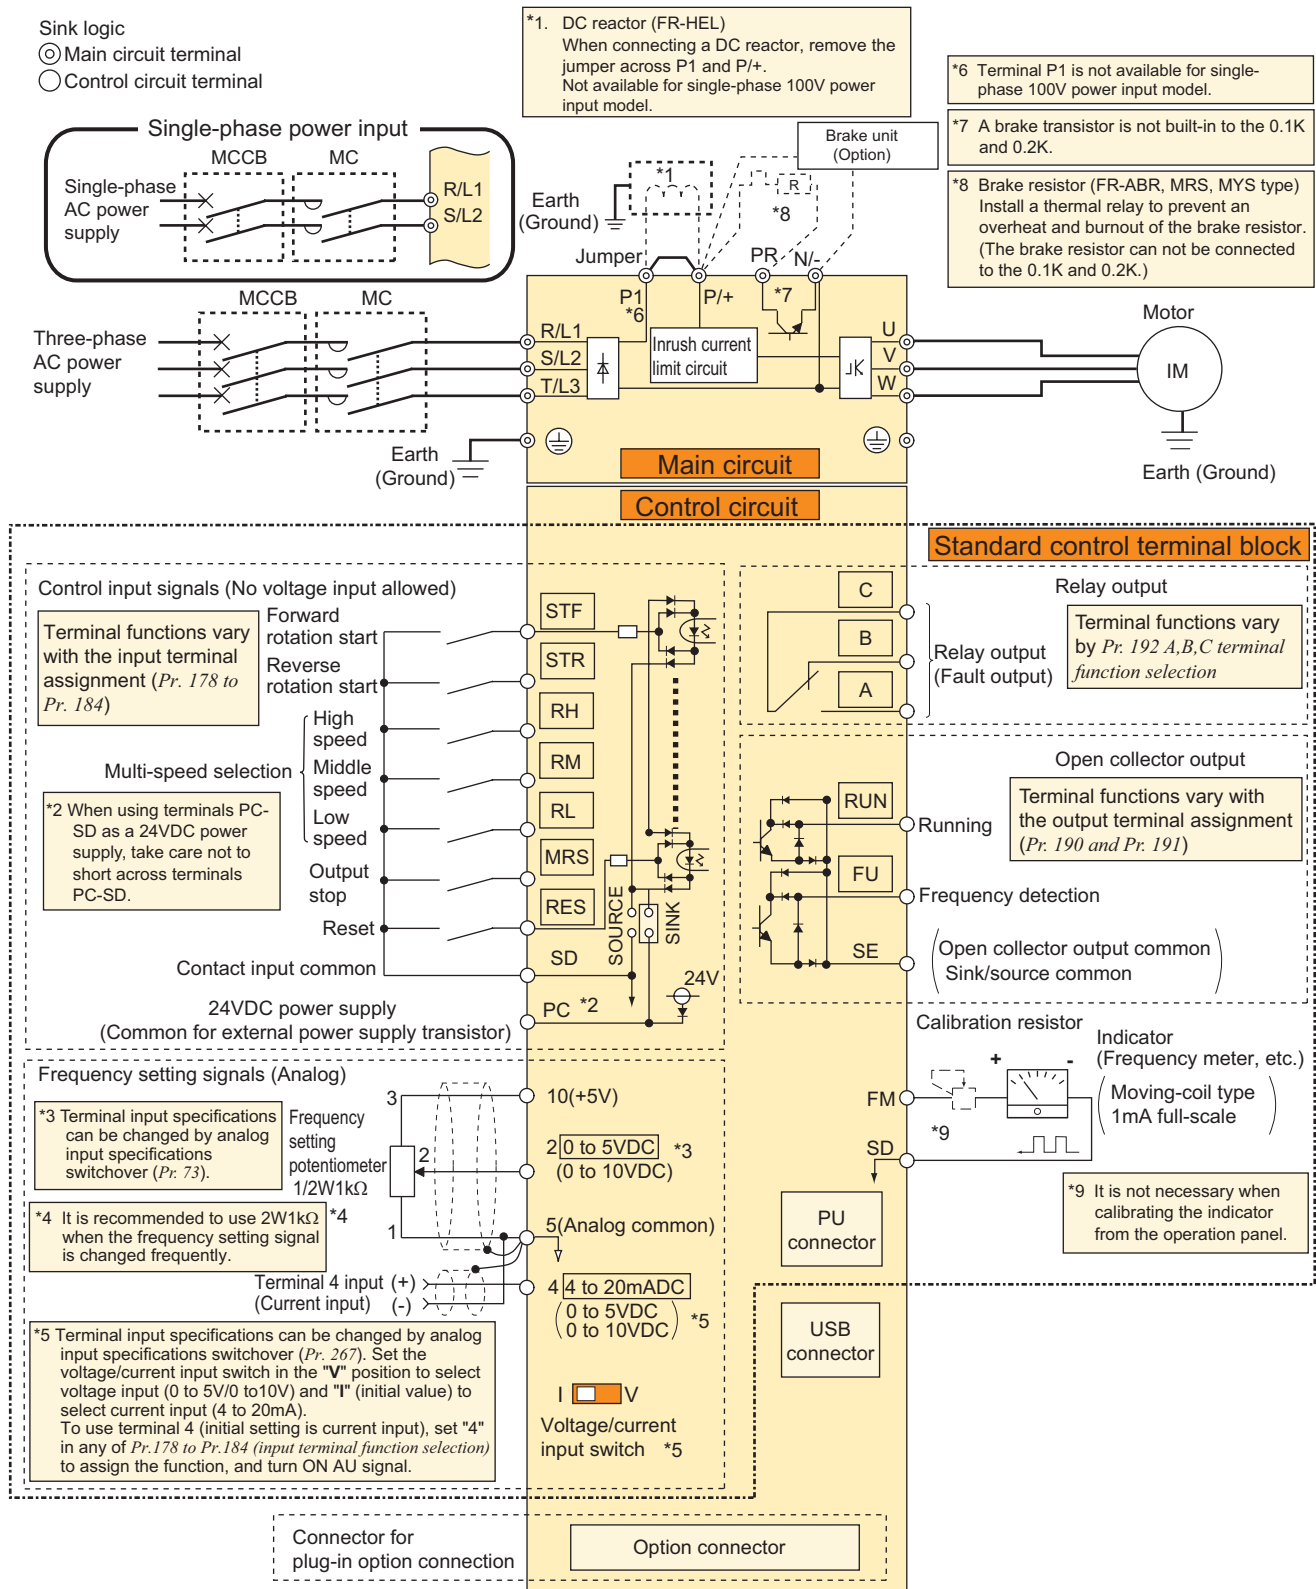 Sink logic
Main circuit terminal
Control circuit terminal
*1. DC reactor (FR-HEL)
When connecting a DC reactor, remove the
jumper across P1 and P/+.
Not available for single-phase 100V power
input model.
*6 Terminal P1 is not available for single-
phase 100V power input model.
*7 A brake transistor is not built-in to the 0.1K
and 0.2K.
*8 Brake resistor (FR-ABR, MRS, MYS type)
Install a thermal relay to prevent an
overheat and burnout of the brake resistor.
(The brake resistor can not be connected
to the 0.1K and 0.2K.)
Single-phase power input
MCCB
MC
Single-phase
AC power
supply
R/L1
S/L2
Brake unit
(Option)
*1
R
*8
Earth
(Ground)
Jumper
PR
N/-
P1
*6
P/+
*7
MCCB
MC
Three-phase
AC power
supply
R/L1
S/L2
T/L3
Inrush current
limit circuit
U
V
W
Motor
IM
Earth
(Ground)
Earth (Ground)
Main circuit
Control circuit
Standard control terminal block
Control input signals (No voltage input allowed)
Terminal functions vary
with the input terminal
assignment (Pr. 178 to
Pr. 184)
Forward
rotation start
Reverse
rotation start
High
speed
Multi-speed selection
Middle
speed
Low
speed
Output
stop
Reset
Contact input common
*2 When using terminals PC-
SD as a 24VDC power
supply, take care not to
short across terminals
PC-SD.
24VDC power supply
(Common for external power supply transistor)
STF
STR
RH
RM
RL
MRS
RES
SD
PC *2
SOURCE
SINK
24V
C
B
A
Relay output
Relay output
(Fault output)
Terminal functions vary
by Pr. 192 A,B,C terminal
function selection
Open collector output
Terminal functions vary with
the output terminal assignment
(Pr. 190 and Pr. 191)
RUN
Running
FU
Frequency detection
SE
Open collector output common
Sink/source common
Frequency setting signals (Analog)
*3 Terminal input specifications
can be changed by analog
input specifications
switchover (Pr. 73).
*4 It is recommended to use 2W1kΩ
when the frequency setting signal
is changed frequently.
Frequency
setting
potentiometer
1/2W1kΩ
*4
3
2
1
10(+5V)
2 0 to 5VDC *3
(0 to 10VDC)
5(Analog common)
Terminal 4 input (+)
(Current input) (-)
4 4 to 20mADC
0 to 5VDC
0 to 10VDC
*5
*5 Terminal input specifications can be changed by analog
input specifications switchover (Pr. 267). Set the
voltage/current input switch in the "V" position to select
voltage input (0 to 5V/0 to10V) and "I" (initial value) to
select current input (4 to 20mA).
To use terminal 4 (initial setting is current input), set "4"
in any of Pr.178 to Pr.184 (input terminal function selection)
to assign the function, and turn ON AU signal.
I
V
Voltage/current
input switch *5
Calibration resistor
Indicator
(Frequency meter, etc.)
+
-
FM
*9
Moving-coil type
1mA full-scale
SD
*9 It is not necessary when
calibrating the indicator
from the operation panel.
PU
connector
USB
connector
Connector for
plug-in option connection
Option connector